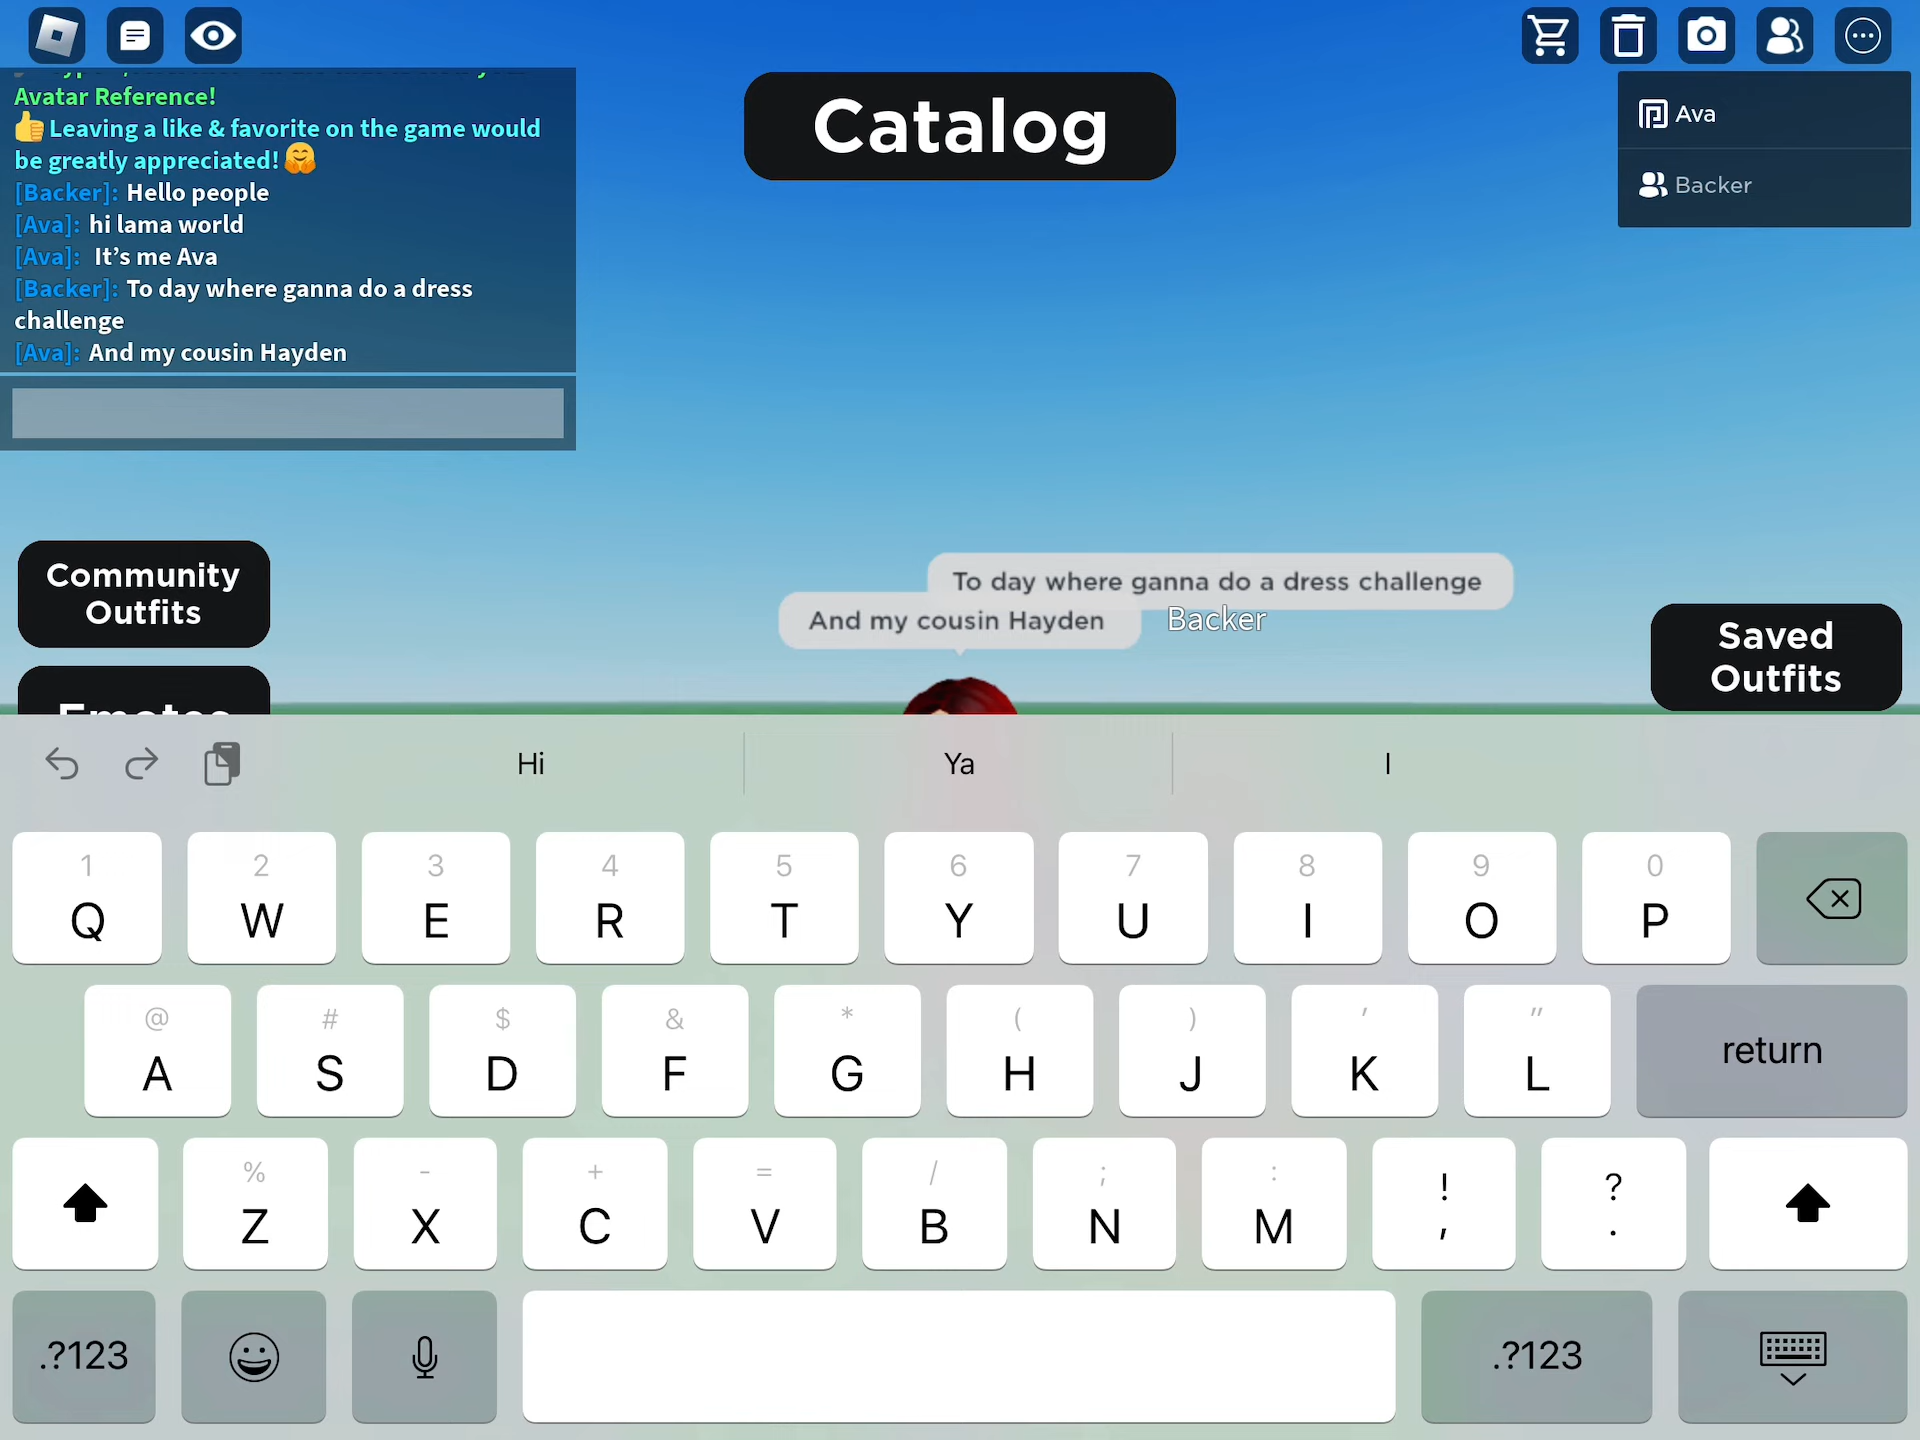 Avatar Reference!
👍Leaving a like & favorite on the game would
be greatly appreciated!🤗
[Backer]: Hello people
[Ava]: hi lama world
[Ava]: It's me Ava
[Backer]: To day where ganna do a dress
challenge
[Ava]: And my cousin Hayden
Catalog
Ava
Backer
Community
Outfits
Emotes
To day where ganna do a dress challenge
And my cousin Hayden
Backer
Saved
Outfits
Hi Ya I
1 2 3 4 5 6 7 8 9 0
Q W E R T Y U I O P
@ # $ & * ( ) ' "
A S D F G H J K L return
% - + = / ; : ! ?
Z X C V B N M , .
.?123 .?123